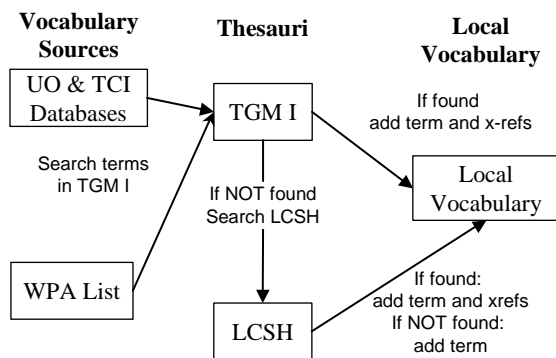 Vocabulary
Sources
Thesauri
Local
Vocabulary
UO & TCI
Databases
TGM I
If found
add term and x-refs
Search terms
in TGM I
If NOT found
Search LCSH
Local
Vocabulary
WPA List
LCSH
If found:
add term and xrefs
If NOT found:
add term